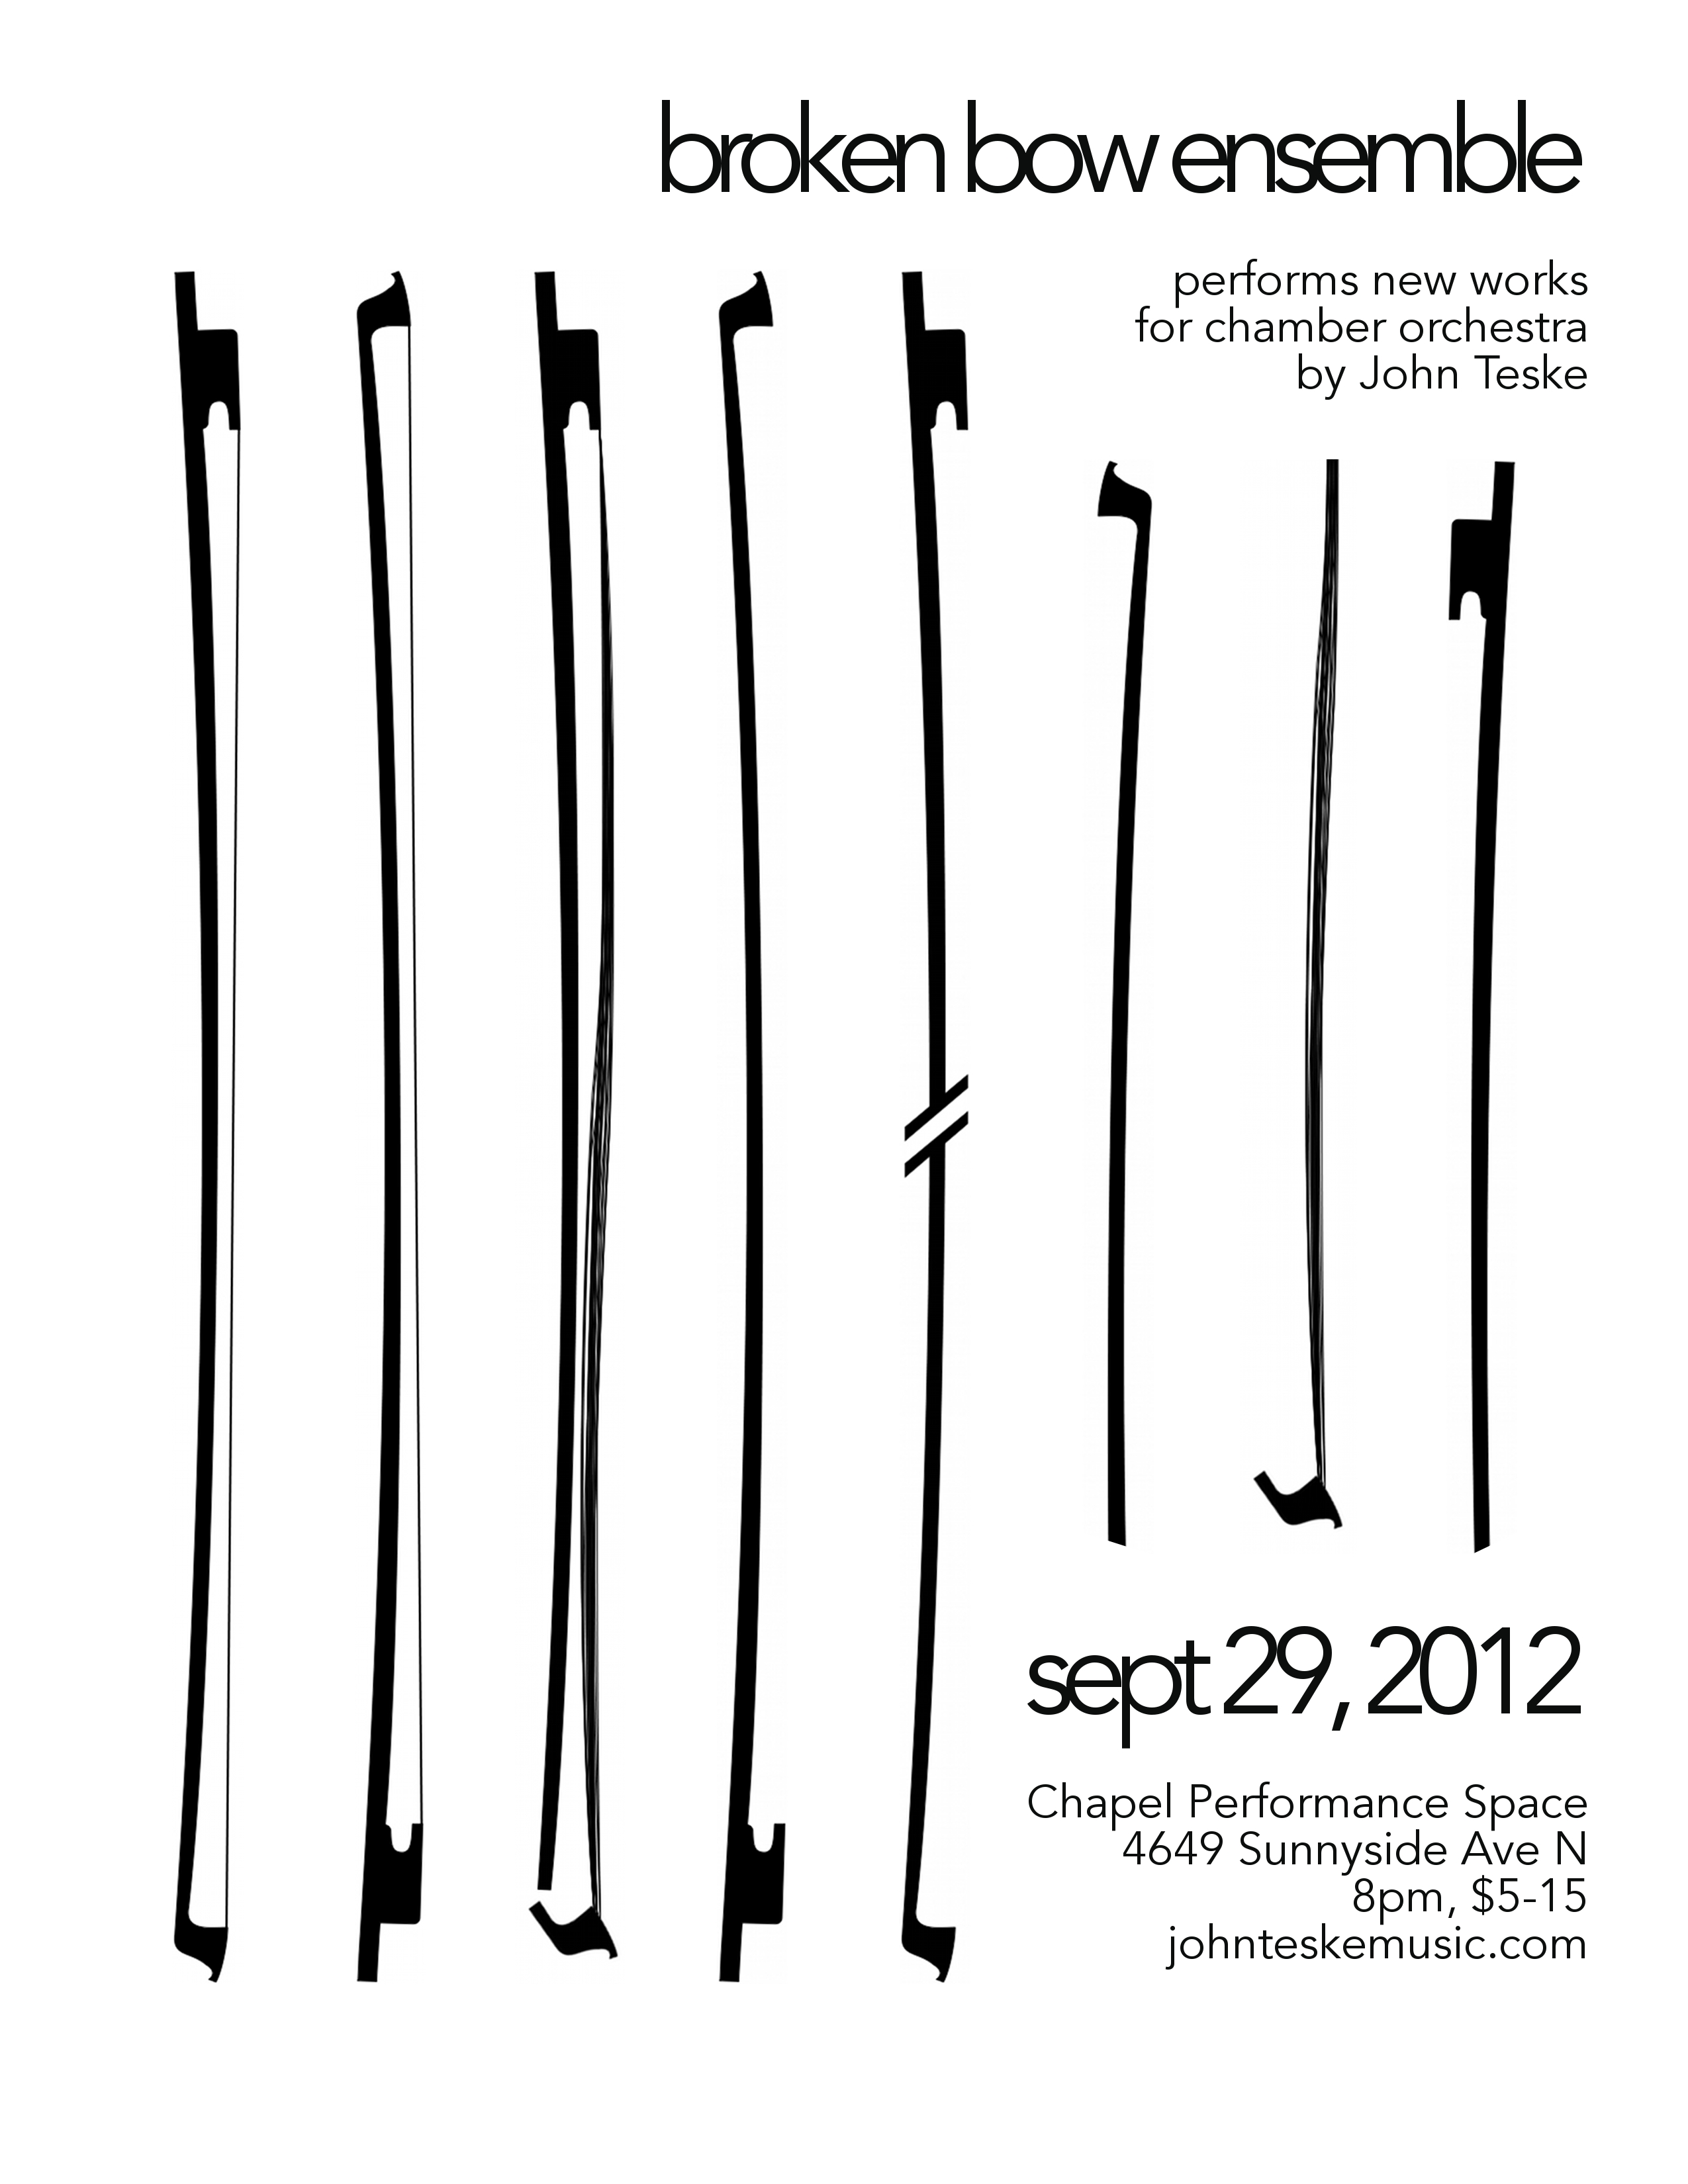 broken bow ensemble
performs new works
for chamber orchestra
by John Teske
sept 29, 2012
Chapel Performance Space
4649 Sunnyside Ave N
8pm, $5-15
johnteskemusic.com